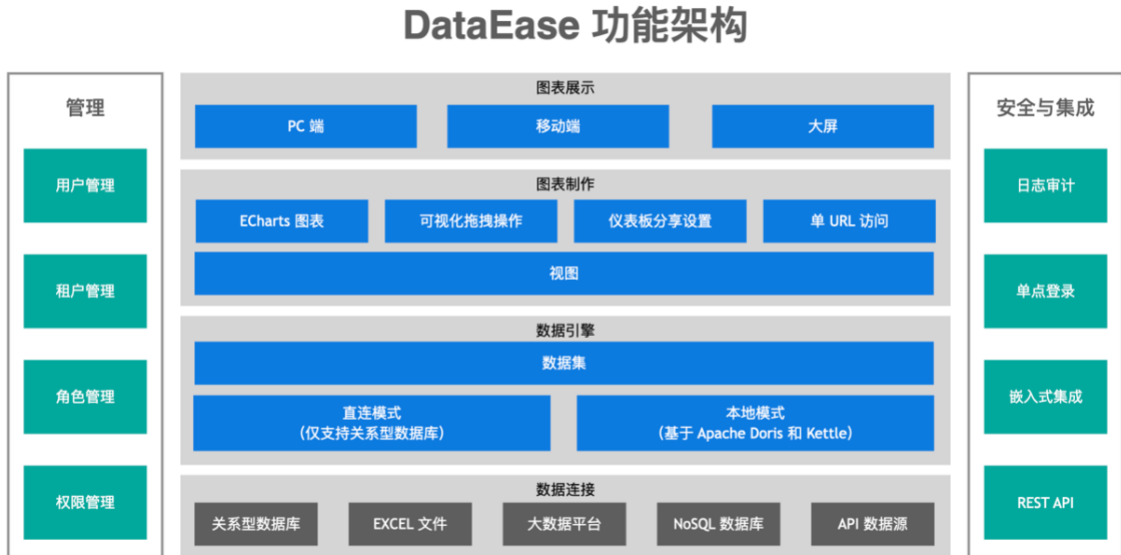 DataEase 功能架构
管理
用户管理
租户管理
角色管理
权限管理
图表展示
PC 端
移动端
大屏
图表制作
ECharts 图表
可视化拖拽操作
仪表板分享设置
单 URL 访问
视图
数据引擎
数据集
直连模式
（仅支持关系型数据库）
本地模式
（基于 Apache Doris 和 Kettle）
数据连接
关系型数据库
EXCEL 文件
大数据平台
NoSQL 数据库
API 数据源
安全与集成
日志审计
单点登录
嵌入式集成
REST API